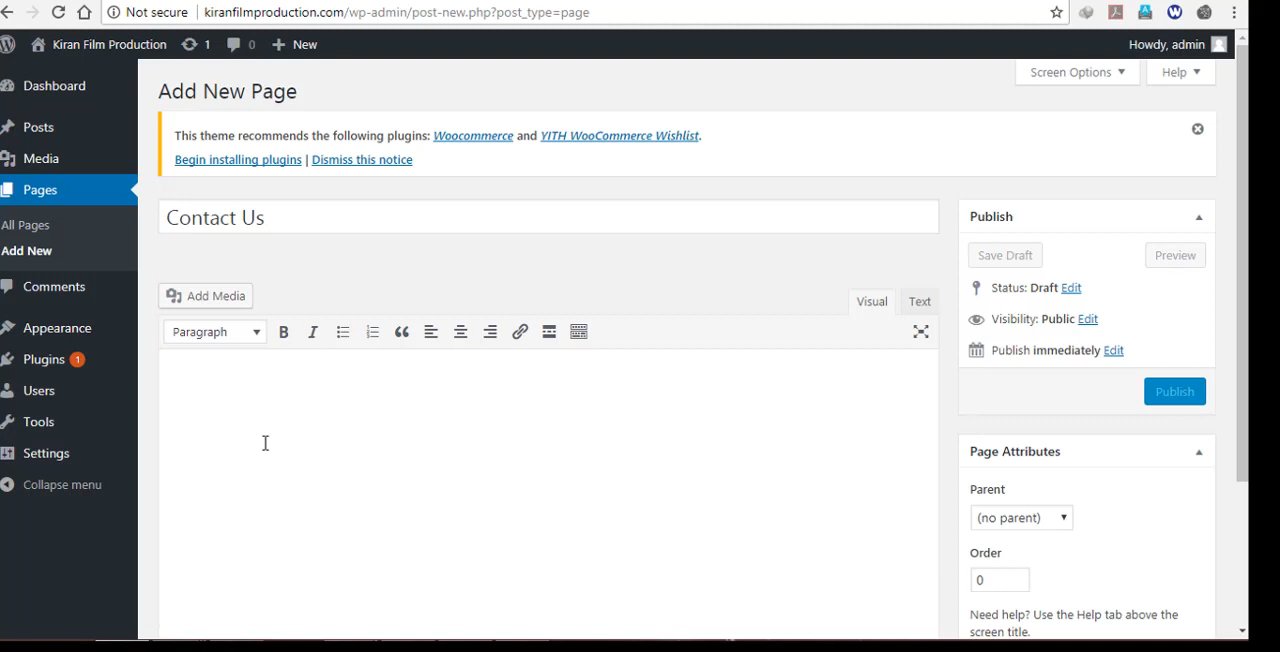 Not secure | kiranfilmproduction.com/wp-admin/post-new.php?post_type=page
Kiran Film Production 1 0 New Howdy, admin
Dashboard
Posts
Media
Pages
All Pages
Add New
Comments
Appearance
Plugins 1
Users
Tools
Settings
Collapse menu
Screen Options Help
Add New Page
This theme recommends the following plugins: Woocommerce and YITH WooCommerce Wishlist.
Begin installing plugins | Dismiss this notice
Contact Us
Add Media
Visual Text
Paragraph B I
Publish
Save Draft Preview
Status: Draft Edit
Visibility: Public Edit
Publish immediately Edit
Publish
Page Attributes
Parent
(no parent)
Order
0
Need help? Use the Help tab above the
screen title.